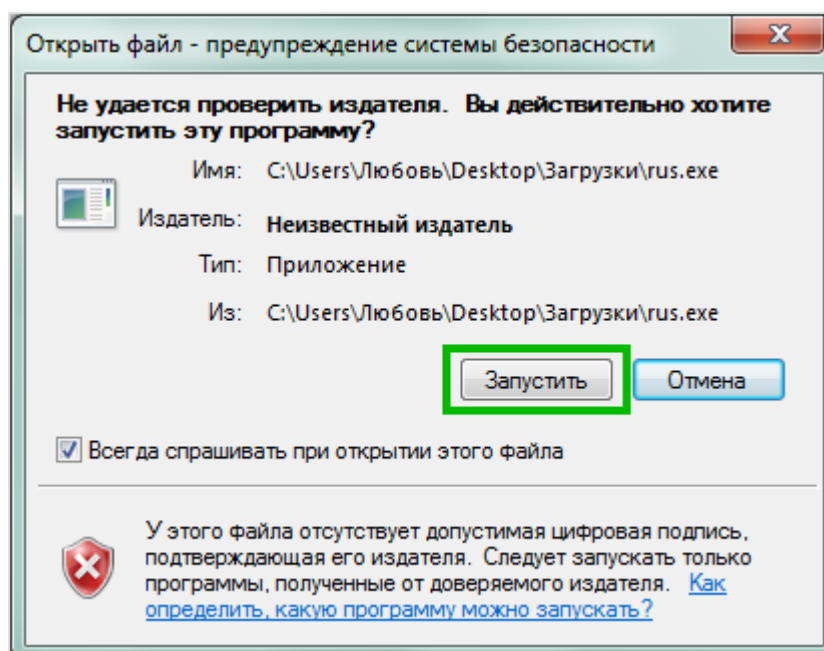 Открыть файл - предупреждение системы безопасности
Не удается проверить издателя. Вы действительно хотите
запустить эту программу?
Имя: C:\Users\Любовь\Desktop\Загрузки\rus.exe
Издатель: Неизвестный издатель
Тип: Приложение
Из: C:\Users\Любовь\Desktop\Загрузки\rus.exe
Запустить Отмена
Всегда спрашивать при открытии этого файла
У этого файла отсутствует допустимая цифровая подпись,
подтверждающая его издателя. Следует запускать только
программы, полученные от доверяемого издателя. Как
определить, какую программу можно запускать?